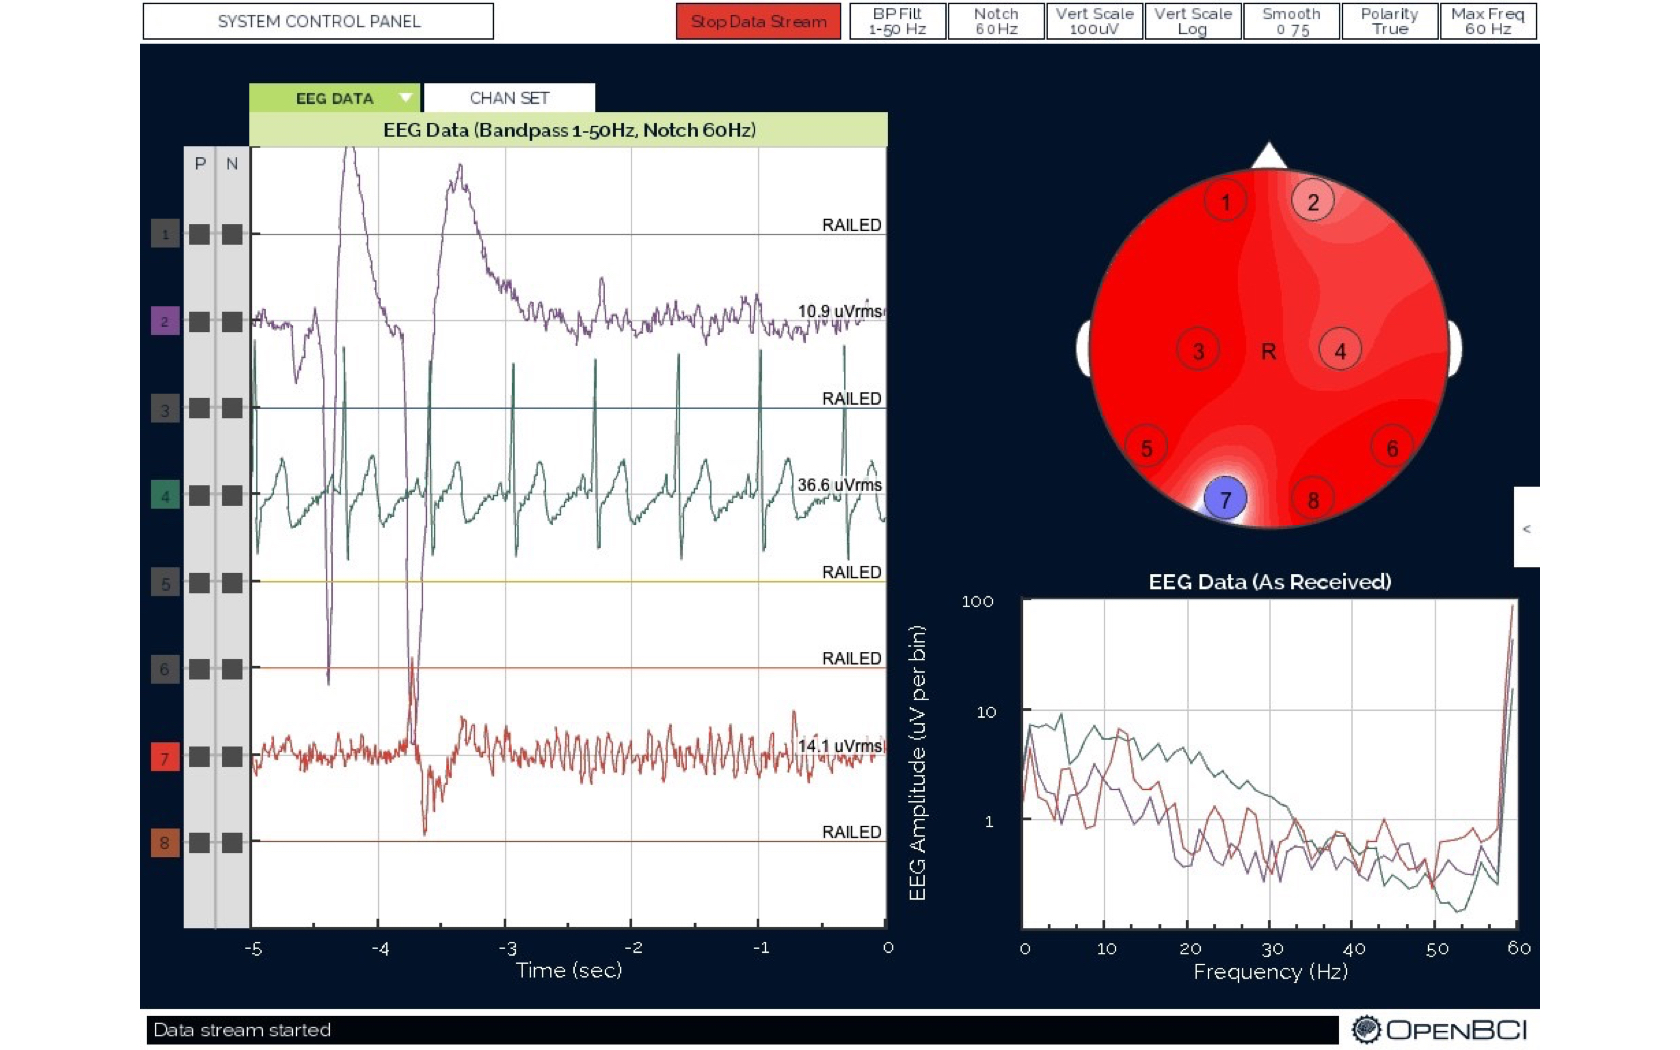 SYSTEM CONTROL PANEL
Stop Data Stream
BP Filt
1-50 Hz
Notch
60Hz
Vert Scale
100uV
Vert Scale
Log
Smooth
0.75
Polarity
True
Max Freq
60 Hz
EEG DATA
CHAN SET
EEG Data (Bandpass 1-50Hz, Notch 60Hz)
P N
1
RAILED
2
10.9 uVrms
3
RAILED
4
36.6 uVrms
5
RAILED
6
RAILED
7
14.1 uVrms
8
RAILED
-5 -4 -3 -2 -1 0
Time (sec)
1 2
3 R 4
5 6
7 8
<
EEG Data (As Received)
EEG Amplitude (uV per bin)
100
10
1
0 10 20 30 40 50 60
Frequency (Hz)
Data stream started
OPENBCI